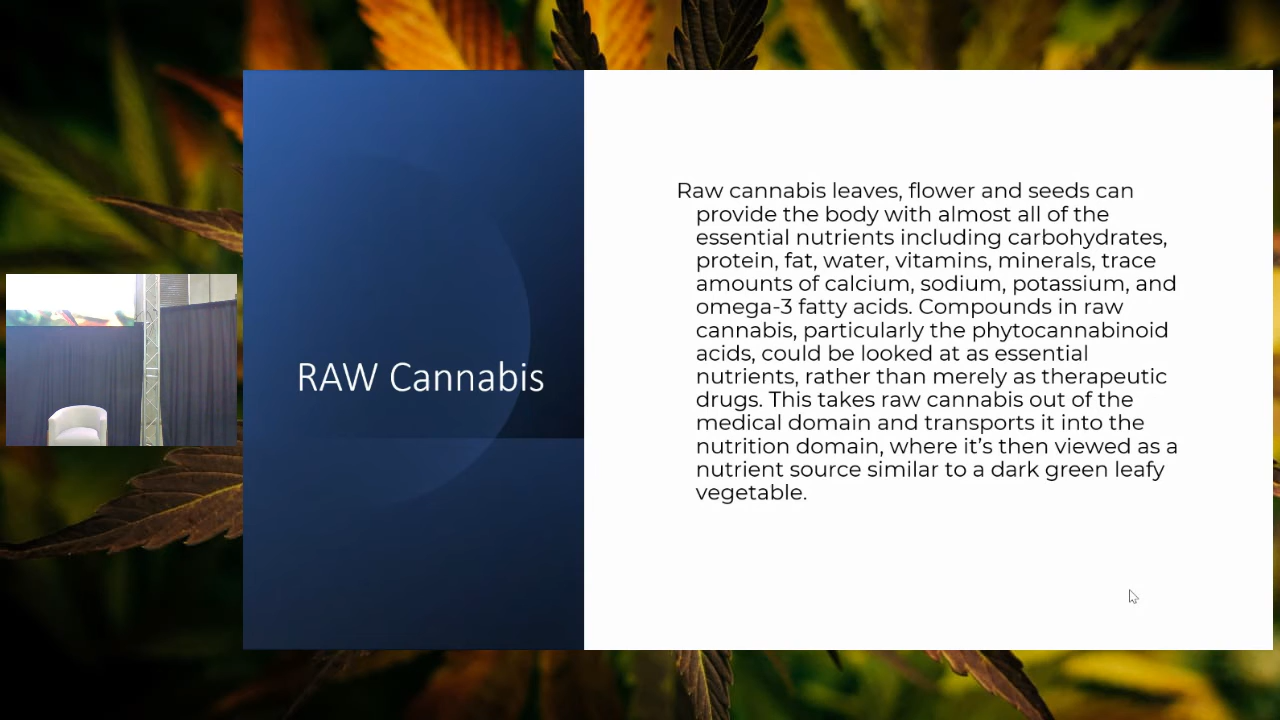 RAW Cannabis
Raw cannabis leaves, flower and seeds can
provide the body with almost all of the
essential nutrients including carbohydrates,
protein, fat, water, vitamins, minerals, trace
amounts of calcium, sodium, potassium, and
omega-3 fatty acids. Compounds in raw
cannabis, particularly the phytocannabinoid
acids, could be looked at as essential
nutrients, rather than merely as therapeutic
drugs. This takes raw cannabis out of the
medical domain and transports it into the
nutrition domain, where it’s then viewed as a
nutrient source similar to a dark green leafy
vegetable.